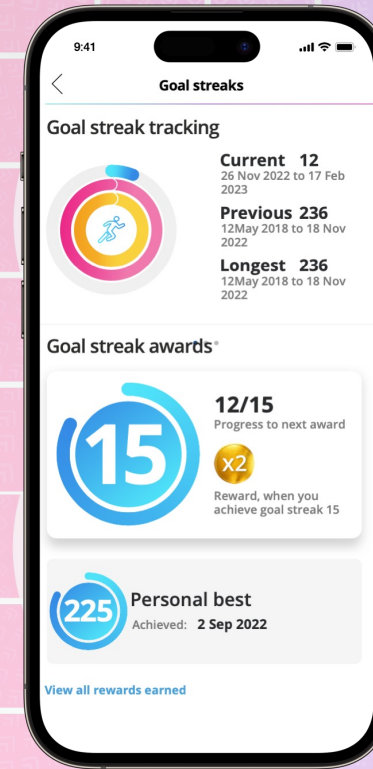 9:41
Goal streaks
Goal streak tracking
Current 12
26 Nov 2022 to 17 Feb
2023
Previous 236
12May 2018 to 18 Nov
2022
Longest 236
12May 2018 to 18 Nov
2022
Goal streak awards
15
12/15
Progress to next award
x2
Reward, when you
achieve goal streak 15
225
Personal best
Achieved: 2 Sep 2022
View all rewards earned